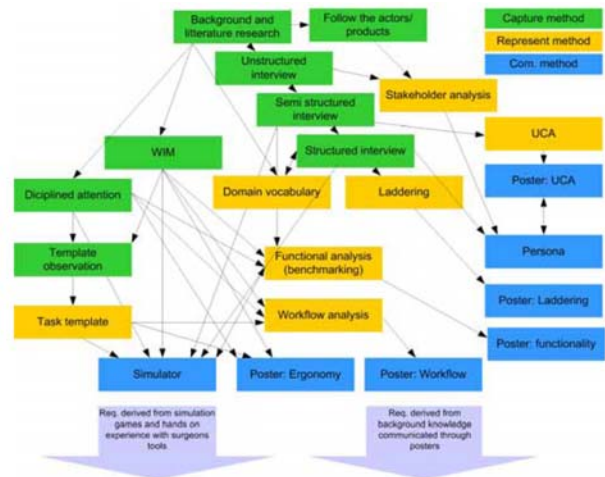 Background and
litterature research
Follow the actors/
products
Capture method
Represent method
Com. method
Unstructured
interview
Stakeholder analysis
Semi structured
interview
UCA
WIM
Structured interview
Diciplined attention
Domain vocabulary
Laddering
Poster: UCA
Template
observation
Functional analysis
(benchmarking)
Persona
Task template
Workflow analysis
Poster: Laddering
Poster: functionality
Simulator
Poster: Ergonomy
Poster: Workflow
Req. derived from simulation
games and hands on
experience with surgeons
tools
Req. derived from
background knowledge
communicated through
posters